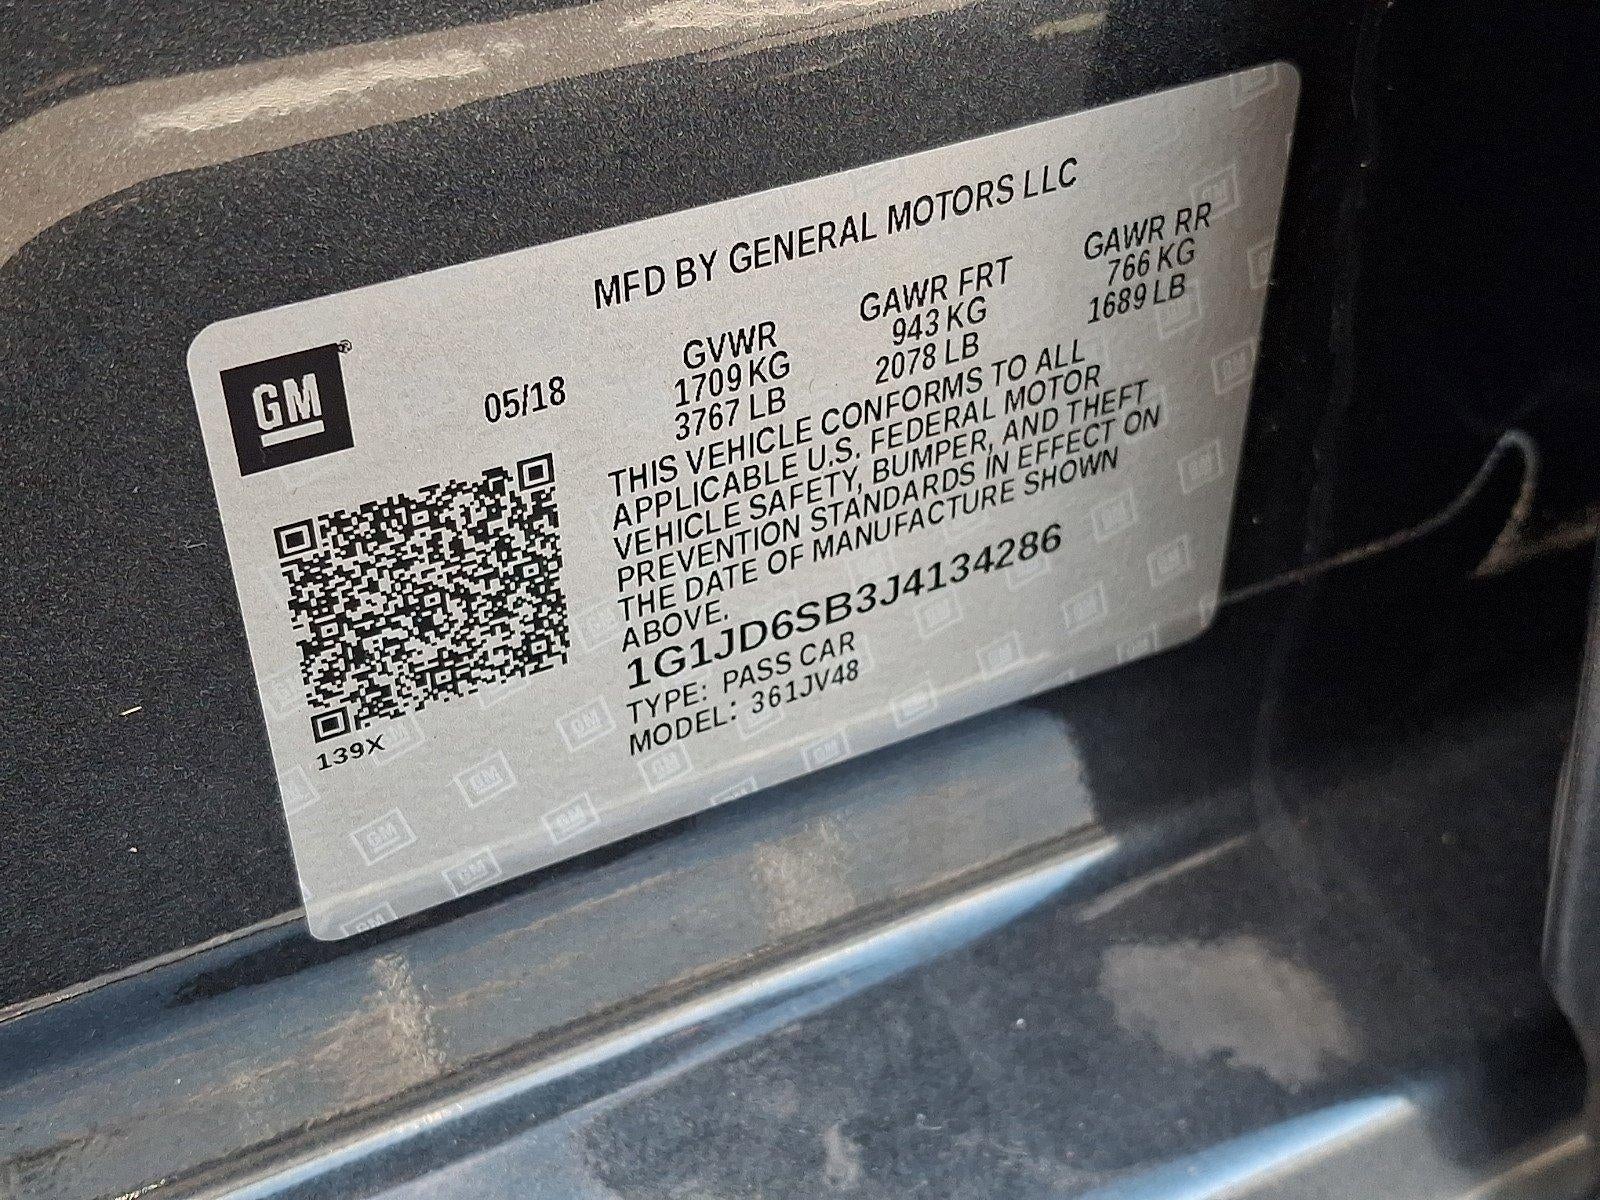 MFD BY GENERAL MOTORS LLC
GM®
05/18
GVWR
1709 KG
3767 LB
GAWR FRT
943 KG
2078 LB
GAWR RR
766 KG
1689 LB
THIS VEHICLE CONFORMS TO ALL
APPLICABLE U.S. FEDERAL MOTOR
VEHICLE SAFETY, BUMPER, AND THEFT
PREVENTION STANDARDS IN EFFECT ON
THE DATE OF MANUFACTURE SHOWN
ABOVE.
1G1JD6SB3J4134286
TYPE: PASS CAR
MODEL: 361JV48
139X